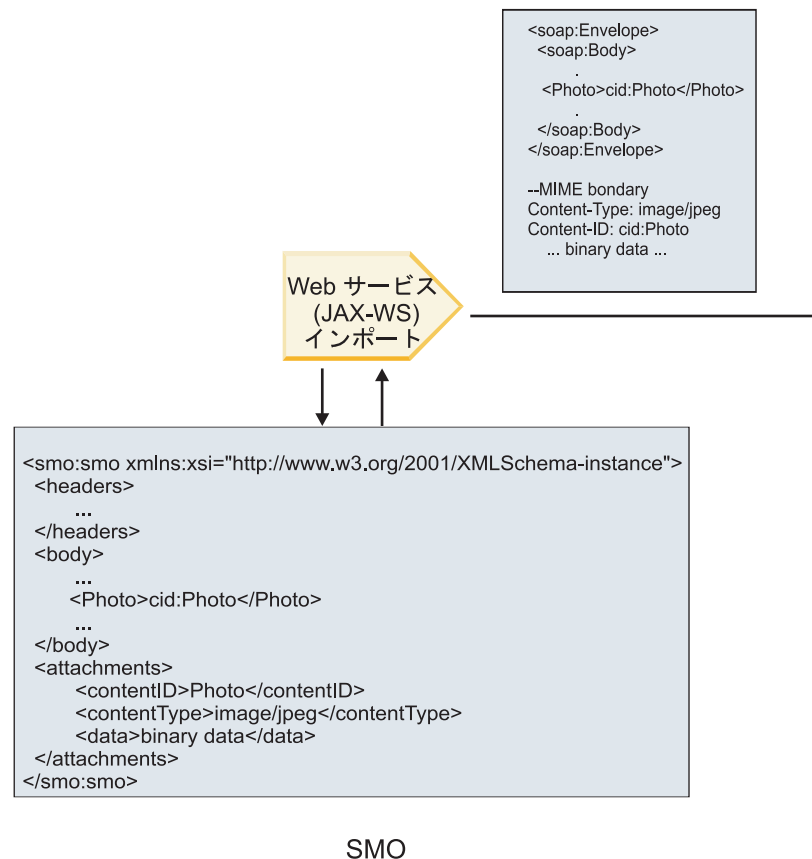 <soap:Envelope>
<soap:Body>
.
<Photo>cid:Photo</Photo>
.
</soap:Body>
</soap:Envelope>
--MIME bondary
Content-Type: image/jpeg
Content-ID: cid:Photo
... binary data ...
Web サービス
(JAX-WS)
インポート
<smo:smo xmlns:xsi="http://www.w3.org/2001/XMLSchema-instance">
<headers>
...
</headers>
<body>
...
<Photo>cid:Photo</Photo>
...
</body>
<attachments>
<contentID>Photo</contentID>
<contentType>image/jpeg</contentType>
<data>binary data</data>
</attachments>
</smo:smo>
SMO